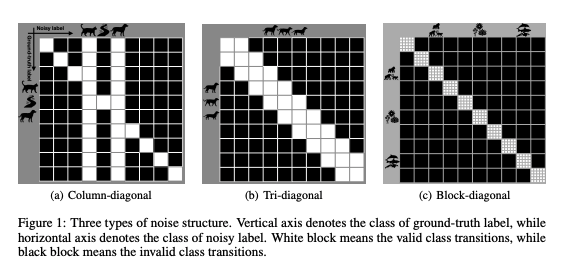 Noisy label
Ground-truth label
(a) Column-diagonal
(b) Tri-diagonal
(c) Block-diagonal
Figure 1: Three types of noise structure. Vertical axis denotes the class of ground-truth label, while
horizontal axis denotes the class of noisy label. White block means the valid class transitions, while
black block means the invalid class transitions.